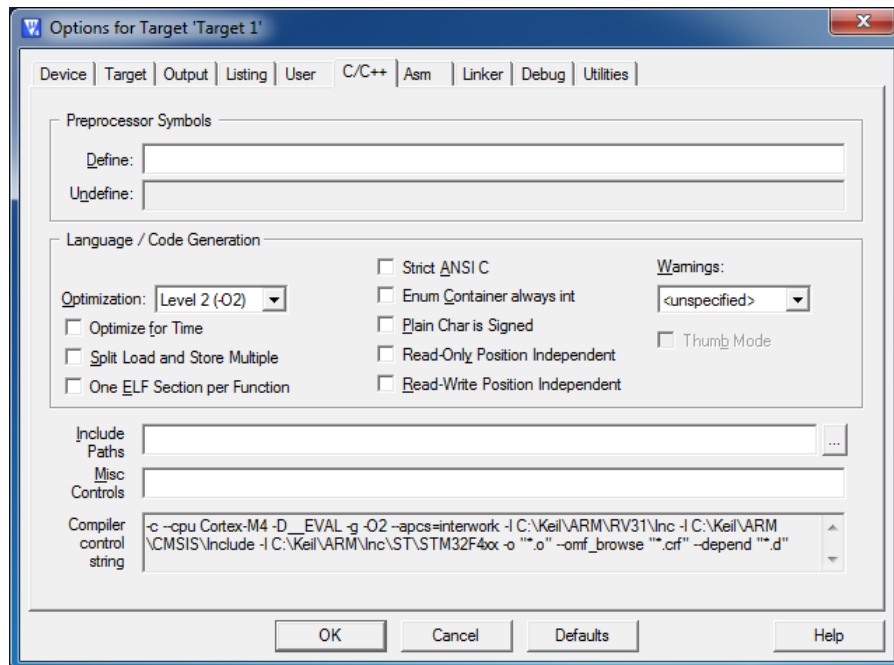 Options for Target 'Target 1'
Device Target Output Listing User C/C++ Asm Linker Debug Utilities
Preprocessor Symbols
Define:
Undefine:
Language / Code Generation
Optimization: Level 2 (-O2)
Optimize for Time
Split Load and Store Multiple
One ELF Section per Function
Strict ANSI C
Enum Container always int
Plain Char is Signed
Read-Only Position Independent
Read-Write Position Independent
Warnings:
<unspecified>
Thumb Mode
Include
Paths
...
Misc
Controls
Compiler
control
string
-c --cpu Cortex-M4 -D__EVAL -g -O2 --apcs=interwork -I C:\Keil\ARM\RV31\Inc -I C:\Keil\ARM
\CMSIS\Include -I C:\Keil\ARM\Inc\ST\STM32F4xx -o "*.o" --omf_browse "*.crf" --depend "*.d"
OK Cancel Defaults Help